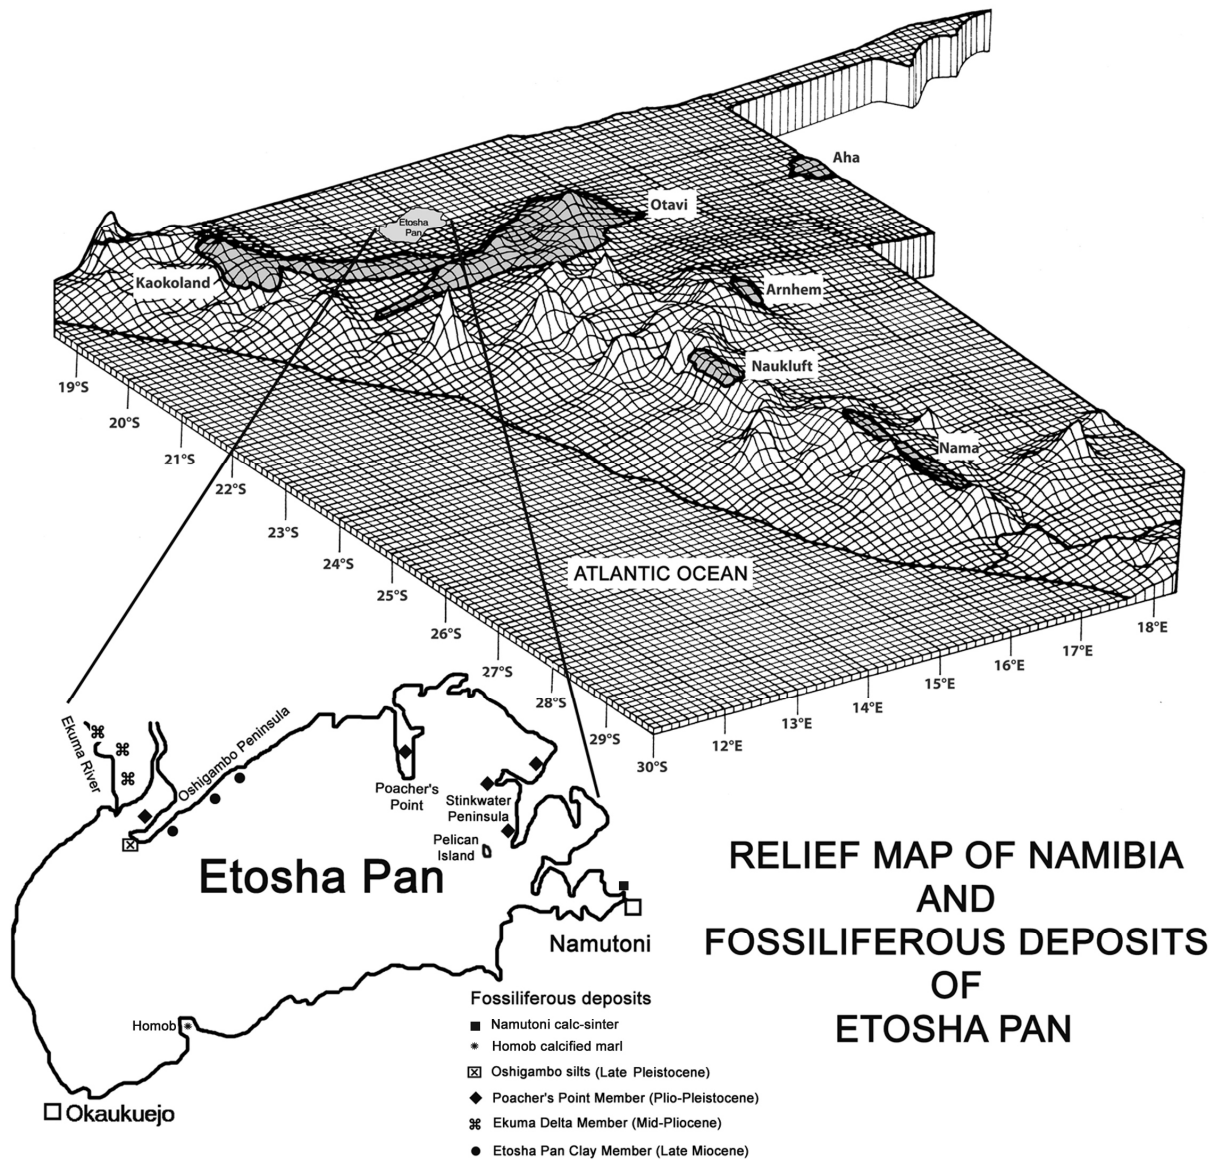 Aha
Otavi
Etosha
Pan
Kaokoland
Arnhem
Naukluft
Nama
19°S
20°S
21°S
22°S
23°S
24°S
25°S
26°S
27°S
28°S
29°S
30°S
ATLANTIC OCEAN
18°E
17°E
16°E
15°E
14°E
13°E
12°E
Ekuma River
Oshigambo Peninsula
Poacher's
Point
Stinkwater
Peninsula
Pelican
Island
Etosha Pan
Namutoni
Homob
Okaukuejo
RELIEF MAP OF NAMIBIA
AND
FOSSILIFEROUS DEPOSITS
OF
ETOSHA PAN
Fossiliferous deposits
Namutoni calc-sinter
Homob calcified marl
Oshigambo silts (Late Pleistocene)
Poacher's Point Member (Plio-Pleistocene)
Ekuma Delta Member (Mid-Pliocene)
Etosha Pan Clay Member (Late Miocene)